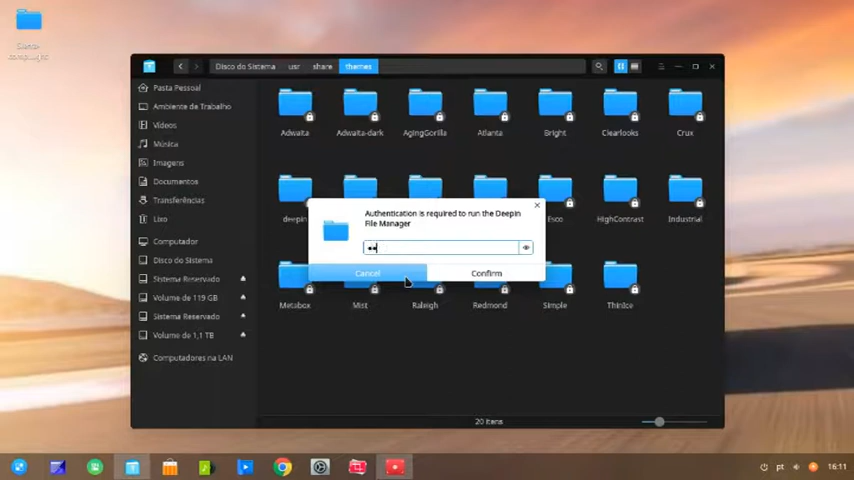 Disco do Sistema usr share themes
Pasta Pessoal
Ambiente de Trabalho
Vídeos
Música
Imagens
Documentos
Transferências
Lixo
Computador
Disco do Sistema
Sistema Reservado
Volume de 119 GB
Sistema Reservado
Volume de 1,1 TB
Computadores na LAN
Adwaita Adwaita-dark AgingGorilla Atlanta Bright Clearlooks Crux
deepin Esco HighContrast Industrial
Authentication is required to run the Deepin
File Manager
Cancel Confirm
Metabox Mist Raleigh Redmond Simple ThinIce
20 itens
pt 16:11